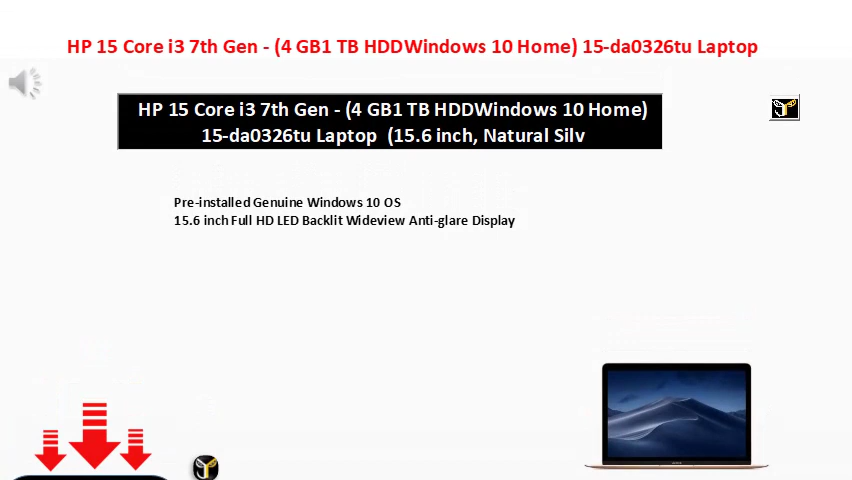 HP 15 Core i3 7th Gen - (4 GB1 TB HDDWindows 10 Home) 15-da0326tu Laptop
HP 15 Core i3 7th Gen - (4 GB1 TB HDDWindows 10 Home)
15-da0326tu Laptop (15.6 inch, Natural Silv
Pre-installed Genuine Windows 10 OS
15.6 inch Full HD LED Backlit Wideview Anti-glare Display